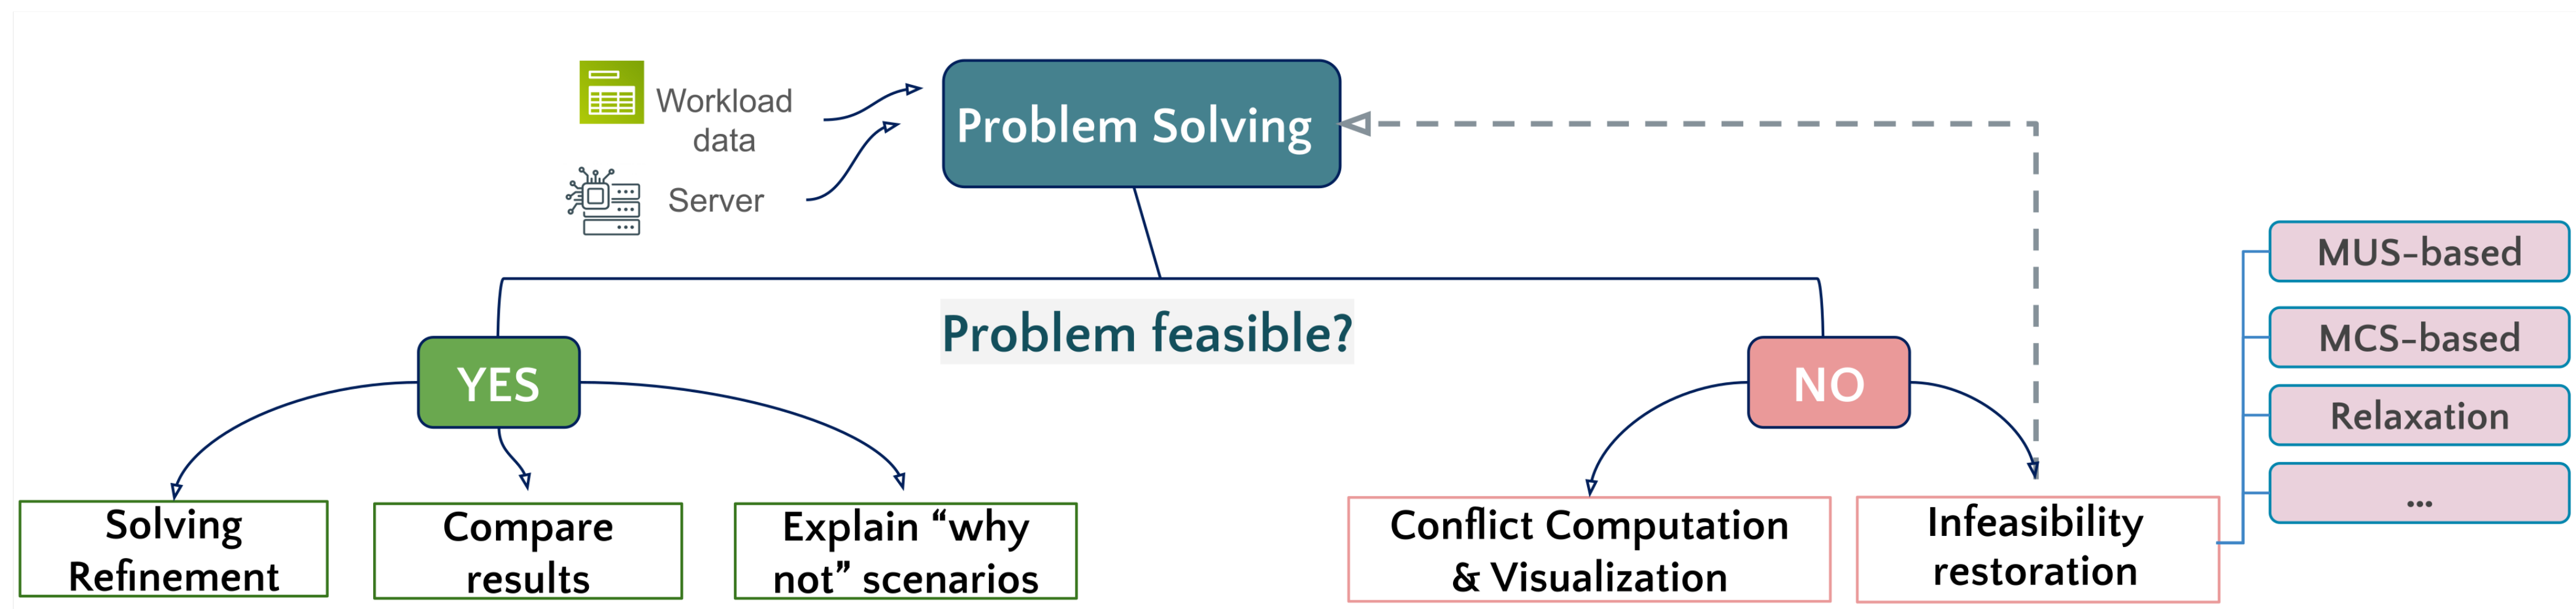 Workload
data
Server
Problem Solving
Problem feasible?
YES
NO
Solving
Refinement
Compare
results
Explain “why
not” scenarios
Conflict Computation
& Visualization
Infeasibility
restoration
MUS-based
MCS-based
Relaxation
...